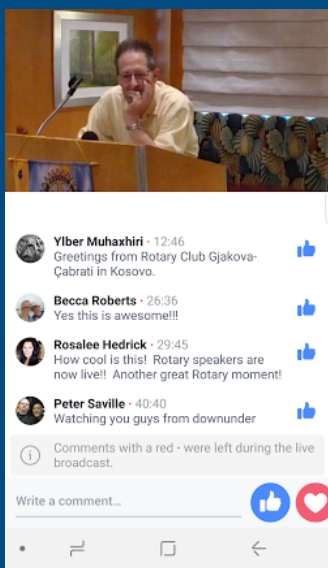 Ylber Muhaxhiri • 12:46
Greetings from Rotary Club Gjakova-
Çabrati in Kosovo.
Becca Roberts • 26:36
Yes this is awesome!!!
Rosalee Hedrick • 29:45
How cool is this!  Rotary speakers are
now live!!  Another great Rotary moment!
Peter Saville • 40:40
Watching you guys from downunder
Comments with a red • were left during the live
broadcast.
Write a comment...